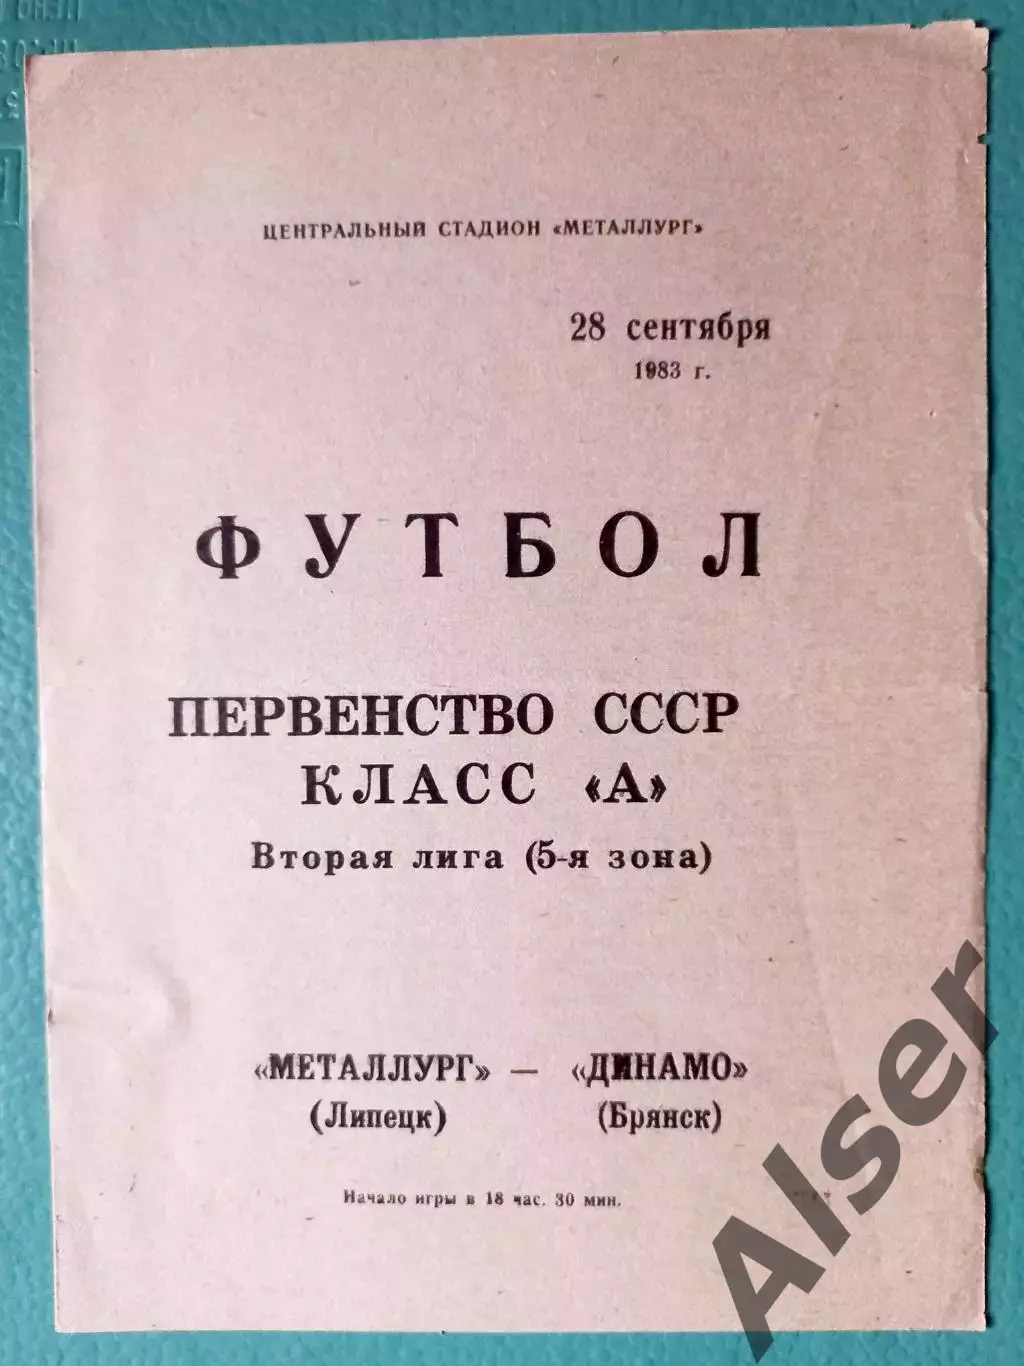 ЦЕНТРАЛЬНЫЙ СТАДИОН «МЕТАЛЛУРГ»
28 сентября
1983 г.
ФУТБОЛ
ПЕРВЕНСТВО СССР
КЛАСС «А»
Вторая лига (5-я зона)
«МЕТАЛЛУРГ» — «ДИНАМО»
(Липецк) (Брянск)
Начало игры в 18 час. 30 мин.
Alser